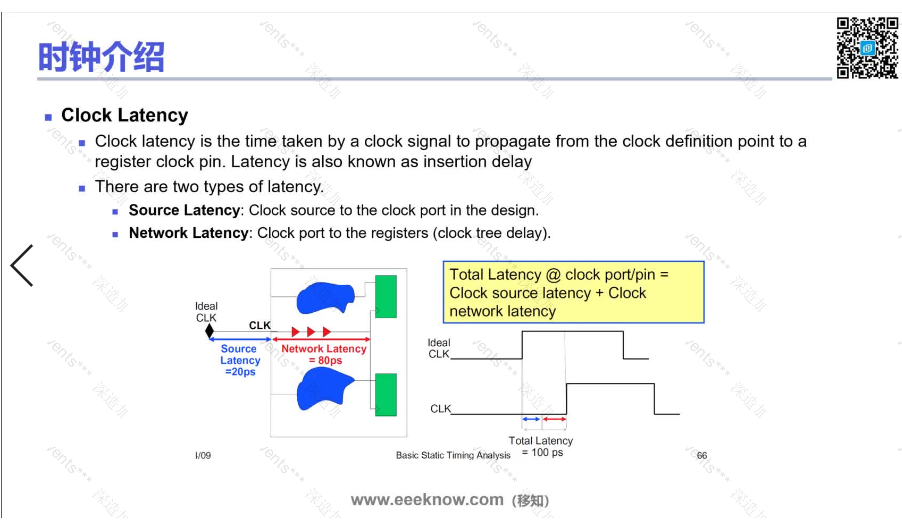 时钟介绍
Clock Latency
Clock latency is the time taken by a clock signal to propagate from the clock definition point to a
register clock pin. Latency is also known as insertion delay
There are two types of latency.
Source Latency: Clock source to the clock port in the design.
Network Latency: Clock port to the registers (clock tree delay).
Total Latency @ clock port/pin =
Clock source latency + Clock
network latency
Ideal
CLK
CLK
Source
Latency
=20ps
Network Latency
= 80ps
Ideal
CLK
CLK
Total Latency
= 100 ps
I/09
Basic Static Timing Analysis
66
www.eeeknow.com（移知）